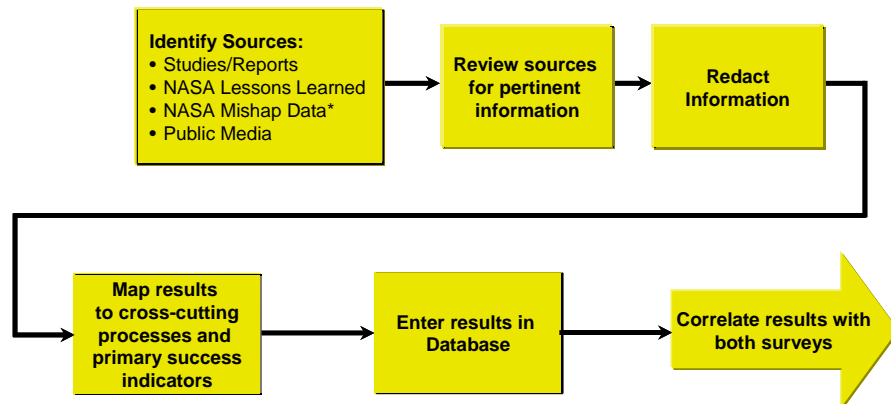 Identify Sources:
• Studies/Reports
• NASA Lessons Learned
• NASA Mishap Data*
• Public Media
Review sources
for pertinent
information
Redact
Information
Map results
to cross-cutting
processes and
primary success
indicators
Enter results in
Database
Correlate results with
both surveys